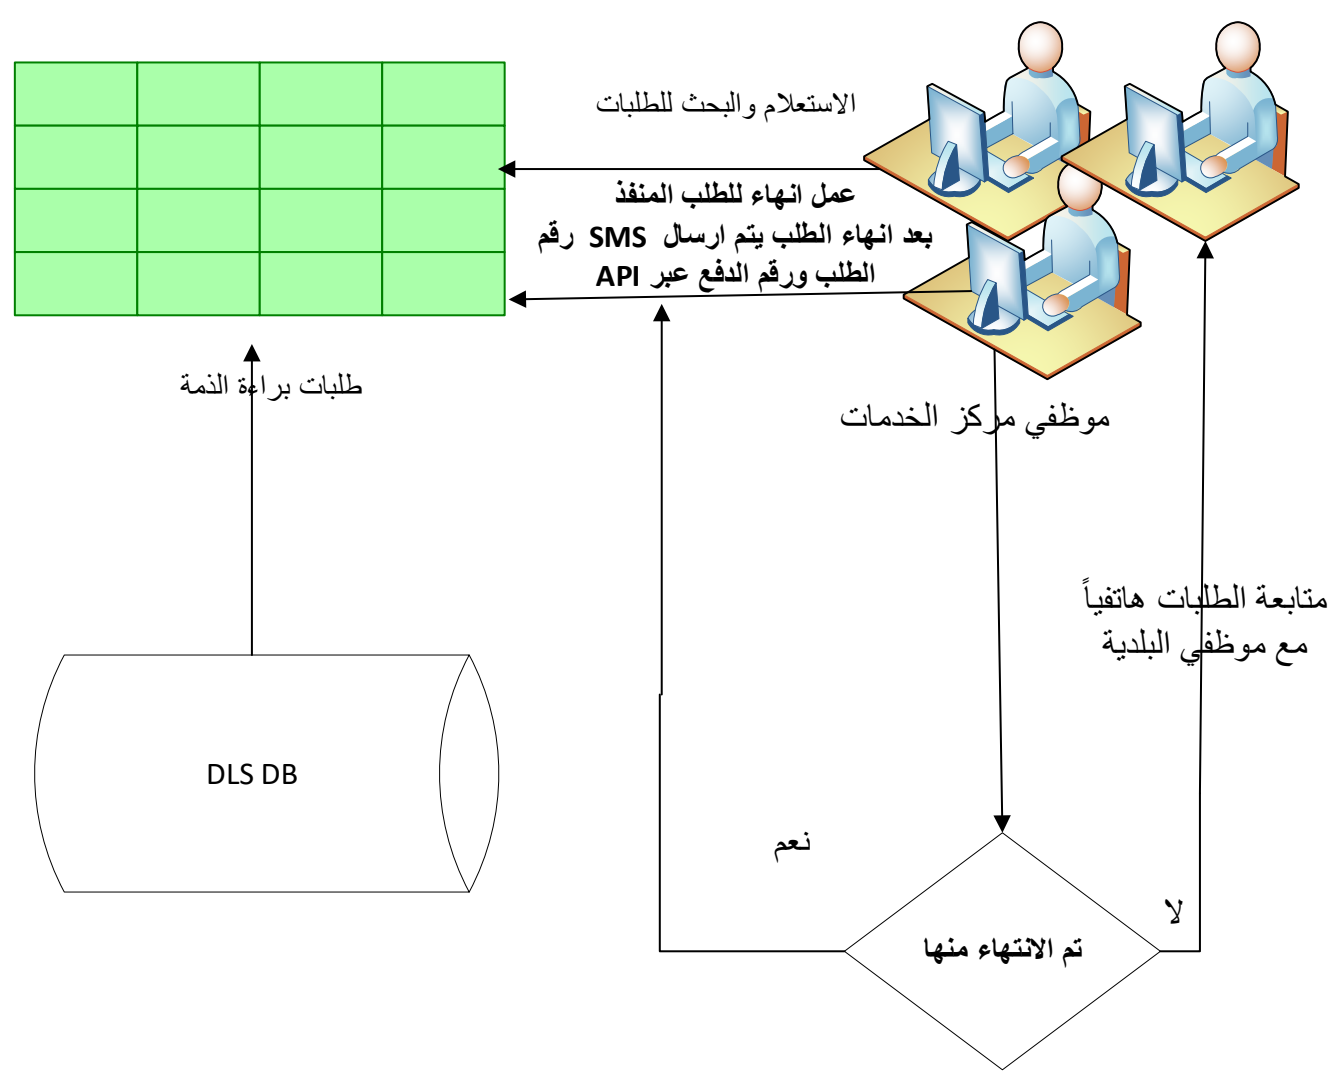 الاستعلام والبحث للطلبات
عمل انهاء للطلب المنفذ
بعد انهاء الطلب يتم ارسال SMS رقم
الطلب ورقم الدفع عبر API
طلبات براءة الذمة
موظفي مركز الخدمات
متابعة الطلبات هاتفياً
مع موظفي البلدية
DLS DB
نعم
لا
تم الانتهاء منها